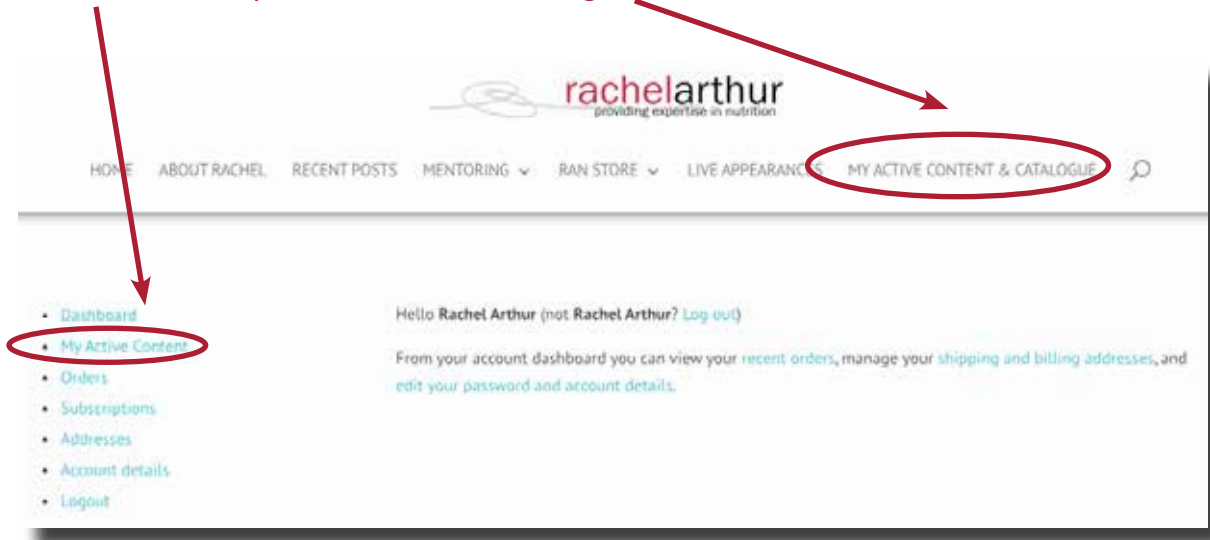 rachelarthur
providing expertise in nutrition
HOME ABOUT RACHEL RECENT POSTS MENTORING RAN STORE LIVE APPEARANCES MY ACTIVE CONTENT & CATALOGUE
• Dashboard
• My Active Content
• Orders
• Subscriptions
• Addresses
• Account details
• Logout
Hello Rachel Arthur (not Rachel Arthur? Log out)
From your account dashboard you can view your recent orders, manage your shipping and billing addresses, and
edit your password and account details.